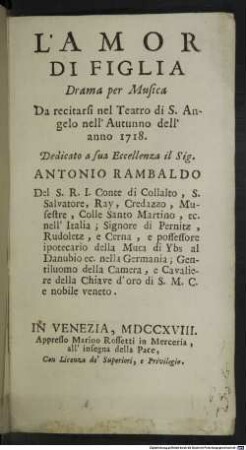 L'AMOR
DI FIGLIA
Drama per Musica
Da recitarsi nel Teatro di S. An-
gelo nell' Autunno dell'
anno 1718.
Dedicato a sua Eccellenza il Sig.
ANTONIO RAMBALDO
Del S. R. I. Conte di Collalto, S.
Salvatore, Ray, Credazzo, Mu-
sestre, Colle Santo Martino, ec.
nell' Italia; Signore di Pernitz,
Rudoletz, e Cerna, e possessore
ipotecario della Muta di Ybs al
Danubio ec. nella Germania; Gen-
tiluomo della Camera, e Cavalie-
re della Chiave d'oro di S. M. C.
e nobile veneto.
IN VENEZIA, MDCCXVIII.
Appresso Marino Rossetti in Merceria,
all' insegna della Pace,
Con Licenza de' Superiori, e Privilegio.